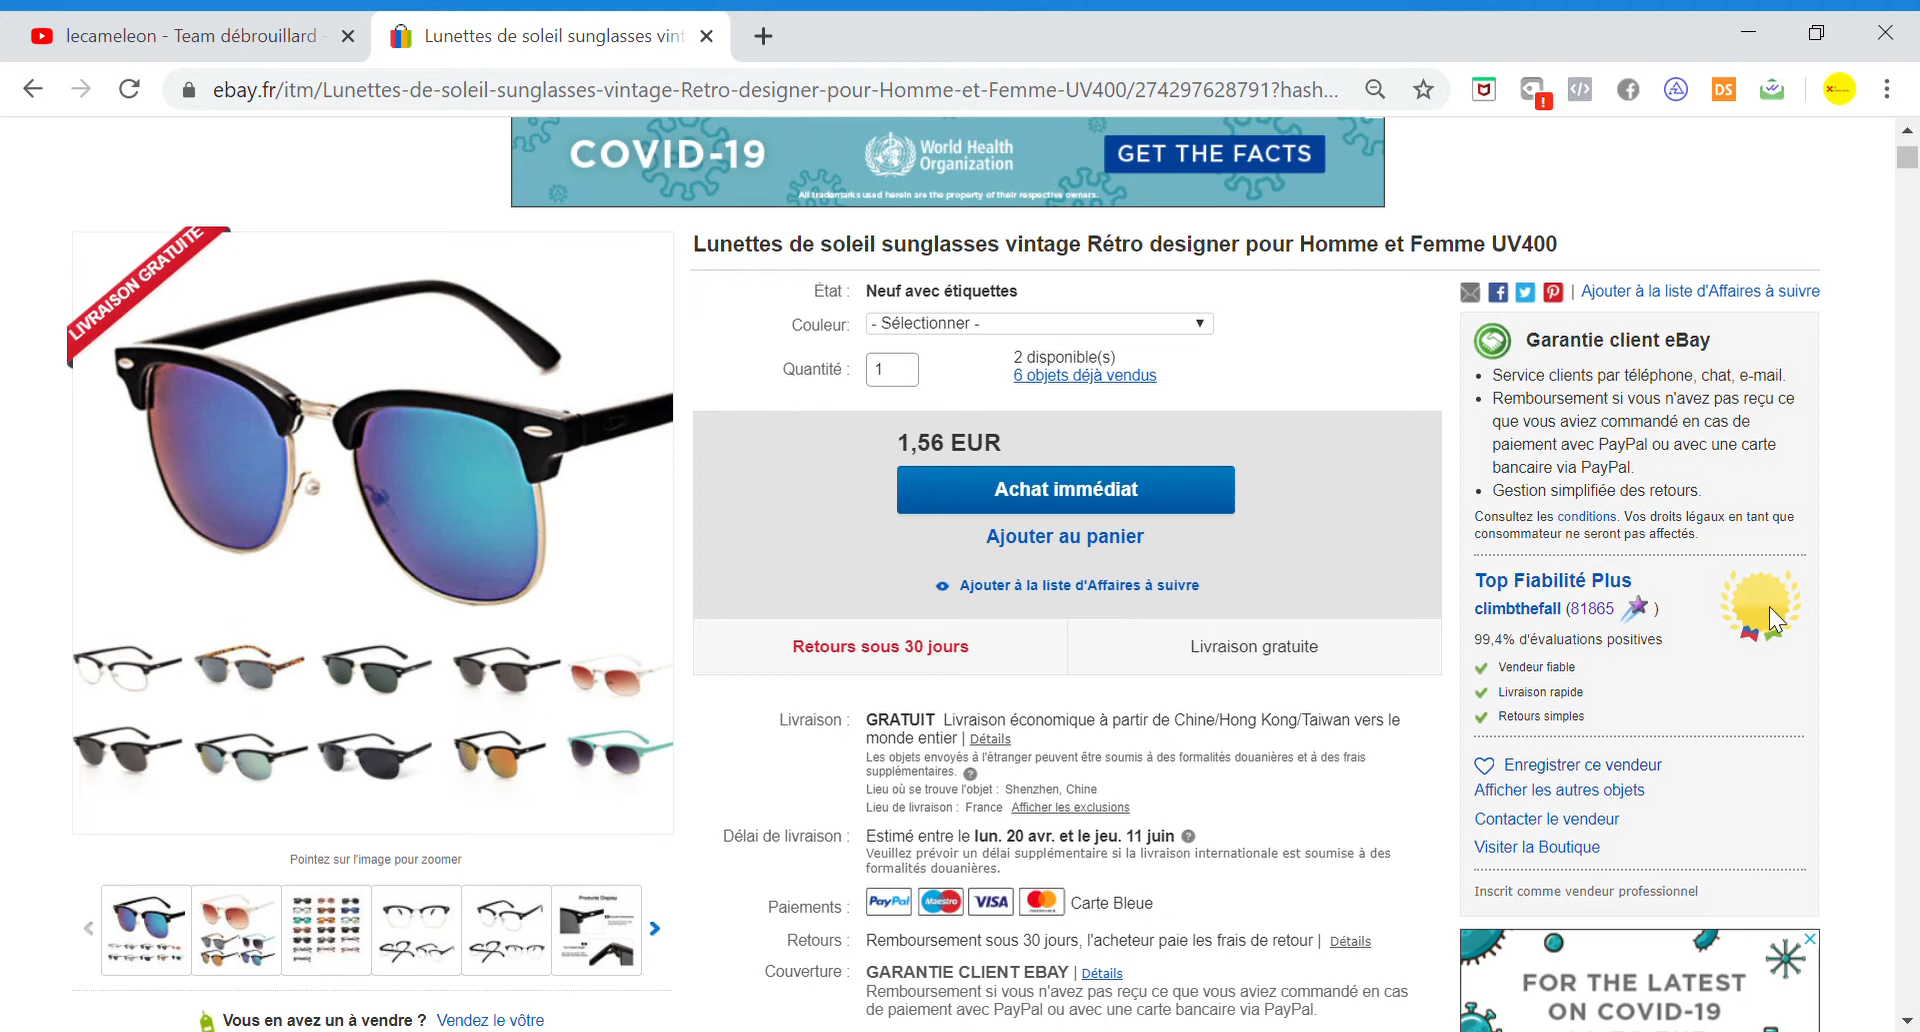 lecameleon - Team débrouillard
Lunettes de soleil sunglasses vint
ebay.fr/itm/Lunettes-de-soleil-sunglasses-vintage-Retro-designer-pour-Homme-et-Femme-UV400/274297628791?hash...
DS
COVID-19
World Health
Organization
GET THE FACTS
All trademarks used herein are the property of their respective owners.
LIVRAISON GRATUITE
Lunettes de soleil sunglasses vintage Rétro designer pour Homme et Femme UV400
État : Neuf avec étiquettes
Couleur: - Sélectionner -
Quantité : 1
2 disponible(s)
6 objets déjà vendus
1,56 EUR
Achat immédiat
Ajouter au panier
Ajouter à la liste d'Affaires à suivre
Retours sous 30 jours
Livraison gratuite
Livraison : GRATUIT Livraison économique à partir de Chine/Hong Kong/Taiwan vers le
monde entier | Détails
Les objets envoyés à l'étranger peuvent être soumis à des formalités douanières et à des frais
supplémentaires. ?
Lieu où se trouve l'objet : Shenzhen, Chine
Lieu de livraison : France Afficher les exclusions
Délai de livraison : Estimé entre le lun. 20 avr. et le jeu. 11 juin ?
Veuillez prévoir un délai supplémentaire si la livraison internationale est soumise à des
formalités douanières.
Paiements : PayPal Maestro VISA mastercard Carte Bleue
Retours : Remboursement sous 30 jours, l'acheteur paie les frais de retour | Détails
Couverture : GARANTIE CLIENT EBAY | Détails
Remboursement si vous n'avez pas reçu ce que vous aviez commandé en cas
de paiement avec PayPal ou avec une carte bancaire via PayPal.
| Ajouter à la liste d'Affaires à suivre
Garantie client eBay
• Service clients par téléphone, chat, e-mail.
• Remboursement si vous n'avez pas reçu ce
que vous aviez commandé en cas de
paiement avec PayPal ou avec une carte
bancaire via PayPal.
• Gestion simplifiée des retours.
Consultez les conditions. Vos droits légaux en tant que
consommateur ne seront pas affectés.
Top Fiabilité Plus
climbthefall (81865 )
99,4% d'évaluations positives
Vendeur fiable
Livraison rapide
Retours simples
Enregistrer ce vendeur
Afficher les autres objets
Contacter le vendeur
Visiter la Boutique
Inscrit comme vendeur professionnel
FOR THE LATEST
ON COVID-19
Pointez sur l'image pour zoomer
Products Display
Vous en avez un à vendre ? Vendez le vôtre